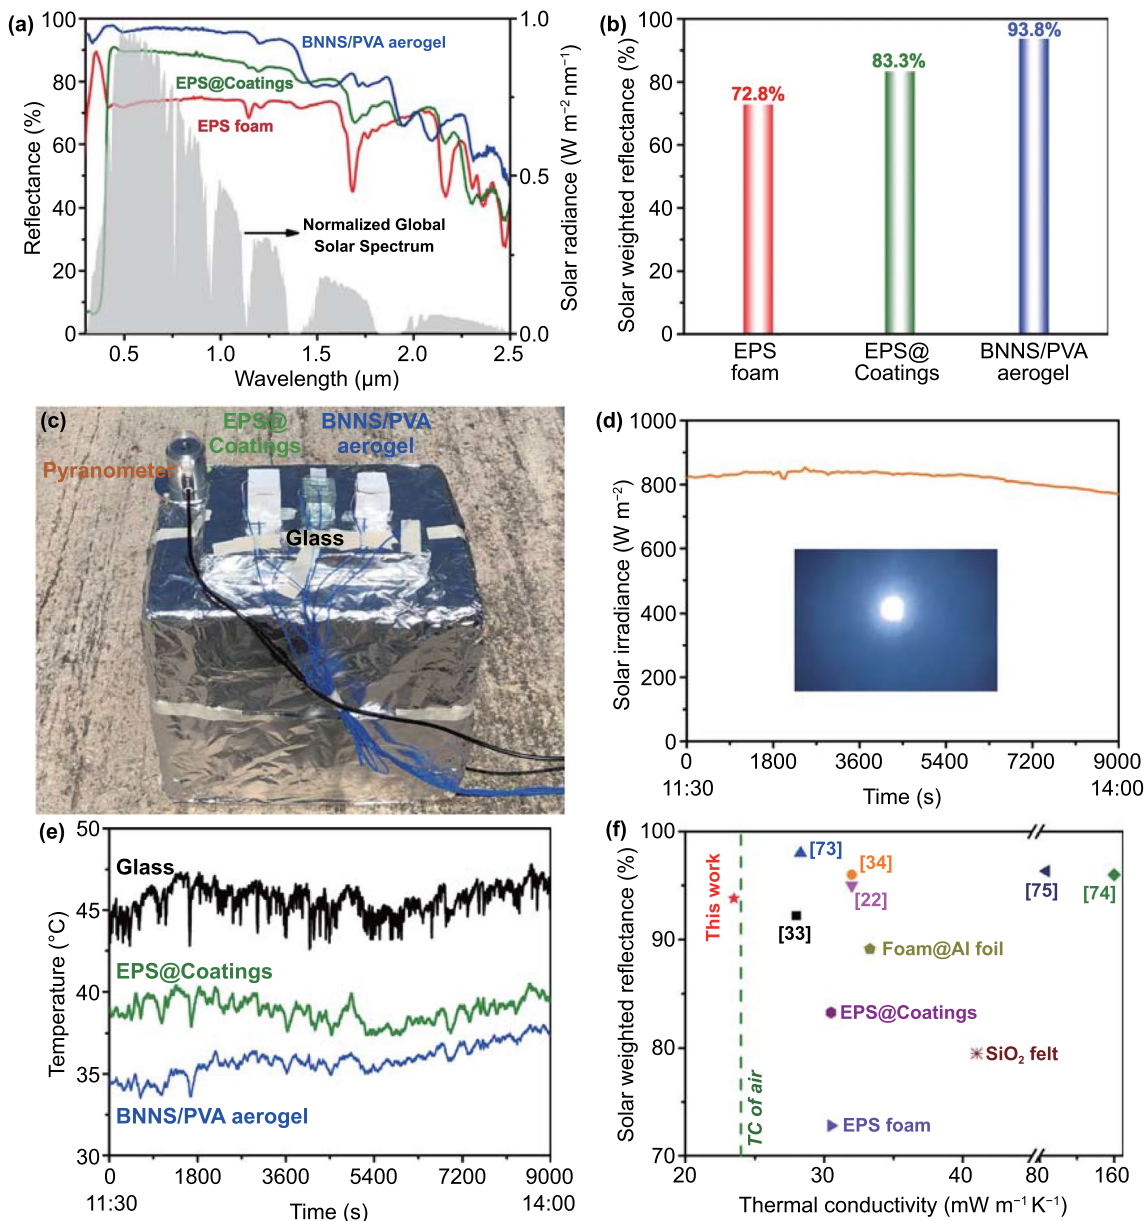 (a)
100
80
60
40
20
0
Reflectance (%)
0.5
1.0
1.5
2.0
2.5
Wavelength (µm)
1.0
0.5
0.0
Solar radiance (W m⁻² nm⁻¹)
BNNS/PVA aerogel
EPS@Coatings
EPS foam
Normalized Global
Solar Spectrum
(b)
100
80
60
40
20
0
Solar weighted reflectance (%)
72.8%
83.3%
93.8%
EPS
foam
EPS@
Coatings
BNNS/PVA
aerogel
(c)
EPS@
Coatings
BNNS/PVA
aerogel
Pyranometer
Glass
(d)
1000
800
600
400
200
0
Solar irradiance (W m⁻²)
0
1800
3600
5400
7200
9000
11:30
14:00
Time (s)
(e)
50
45
40
35
30
Temperature (°C)
Glass
EPS@Coatings
BNNS/PVA aerogel
0
1800
3600
5400
7200
9000
11:30
14:00
Time (s)
(f)
100
90
80
70
Solar weighted reflectance (%)
This work
TC of air
[73]
[34]
[22]
[33]
[75]
[74]
Foam@Al foil
EPS@Coatings
SiO₂ felt
EPS foam
20
30
40
80
160
Thermal conductivity (mW m⁻¹ K⁻¹)